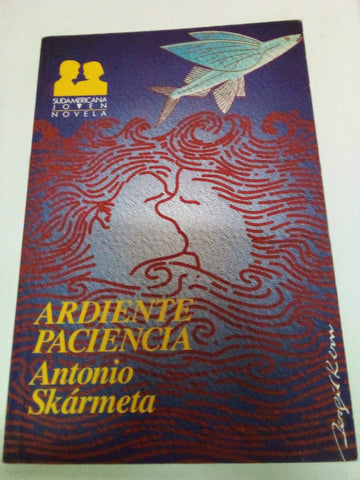 SUDAMERICANA
JOVEN
NOVELA
ARDIENTE
PACIENCIA
Antonio
Skármeta